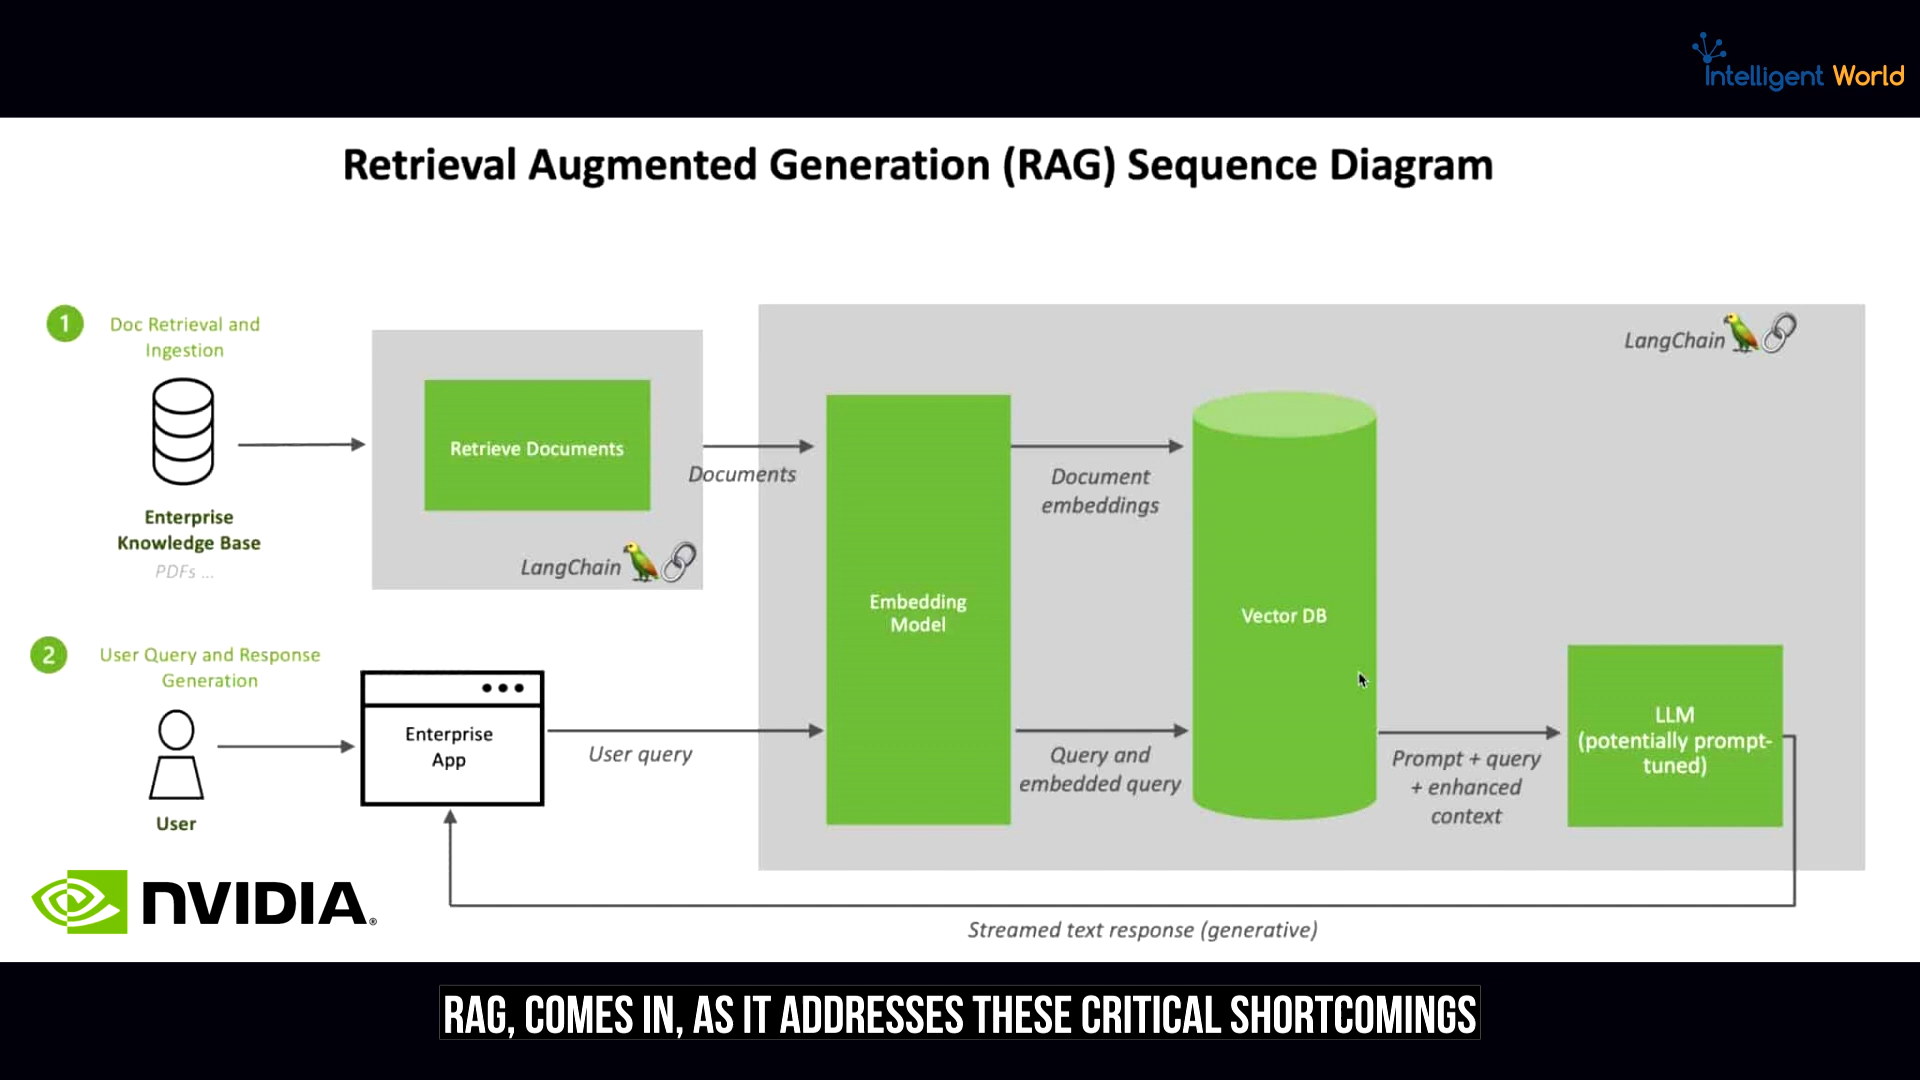 Intelligent World
Retrieval Augmented Generation (RAG) Sequence Diagram
1
Doc Retrieval and
Ingestion
Enterprise
Knowledge Base
PDFs ...
Retrieve Documents
LangChain
Documents
LangChain
Embedding
Model
Document
embeddings
Vector DB
2
User Query and Response
Generation
User
Enterprise
App
User query
Query and
embedded query
Prompt + query
+ enhanced
context
LLM
(potentially prompt-
tuned)
Streamed text response (generative)
NVIDIA®
RAG, COMES IN, AS IT ADDRESSES THESE CRITICAL SHORTCOMINGS